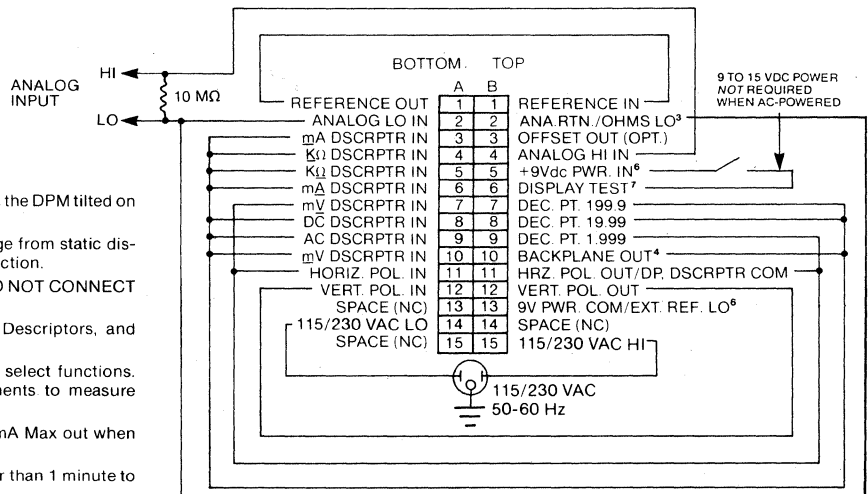 BOTTOM. TOP
A B
HI
ANALOG
INPUT
10 MΩ
LO
9 TO 15 VDC POWER
NOT REQUIRED
WHEN AC-POWERED
REFERENCE OUT 1 1 REFERENCE IN
ANALOG LO IN 2 2 ANA.RTN./OHMS LO³
mA DSCRPTR IN 3 3 OFFSET OUT (OPT.)
KΩ DSCRPTR IN 4 4 ANALOG HI IN
KΩ DSCRPTR IN 5 5 +9Vdc PWR. IN⁶
mA DSCRPTR IN 6 6 DISPLAY TEST⁷
mV DSCRPTR IN 7 7 DEC. PT. 199.9
DC DSCRPTR IN 8 8 DEC. PT. 19.99
AC DSCRPTR IN 9 9 DEC. PT. 1.999
mV DSCRPTR IN 10 10 BACKPLANE OUT⁴
HORIZ. POL. IN 11 11 HRZ. POL. OUT/DP, DSCRPTR COM
VERT. POL. IN 12 12 VERT. POL. OUT
SPACE (NC) 13 13 9V PWR. COM/EXT. REF. LO⁶
115/230 VAC LO 14 14 SPACE (NC)
SPACE (NC) 15 15 115/230 VAC HI
115/230 VAC
50-60 Hz
the DPM tilted on
ge from static dis-
ction.
O NOT CONNECT
Descriptors, and
select functions.
ents to measure
mA Max out when
r than 1 minute to